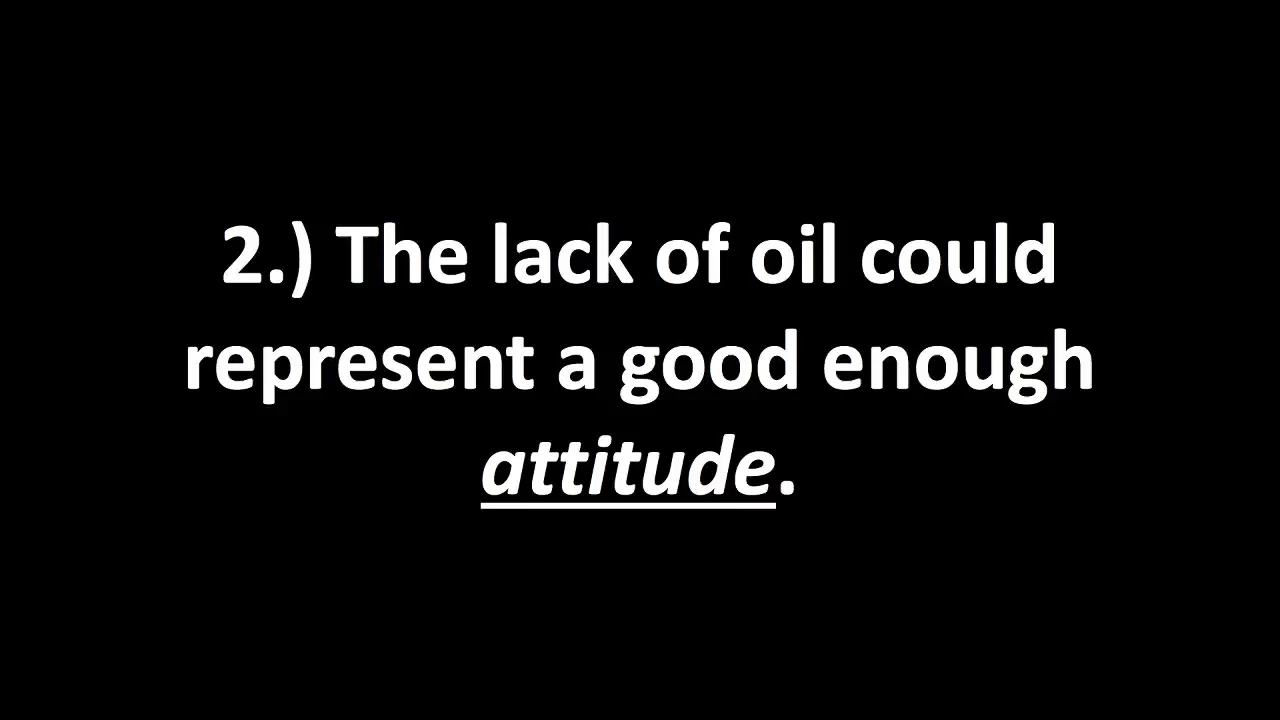 2.) The lack of oil could
represent a good enough
attitude.